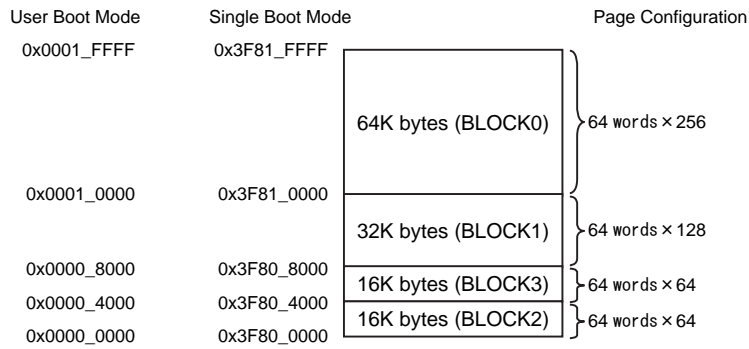 User Boot Mode Single Boot Mode Page Configuration
0x0001_FFFF 0x3F81_FFFF
64K bytes (BLOCK0) 64 words×256
0x0001_0000 0x3F81_0000
32K bytes (BLOCK1) 64 words×128
0x0000_8000 0x3F80_8000
16K bytes (BLOCK3) 64 words×64
0x0000_4000 0x3F80_4000
16K bytes (BLOCK2) 64 words×64
0x0000_0000 0x3F80_0000